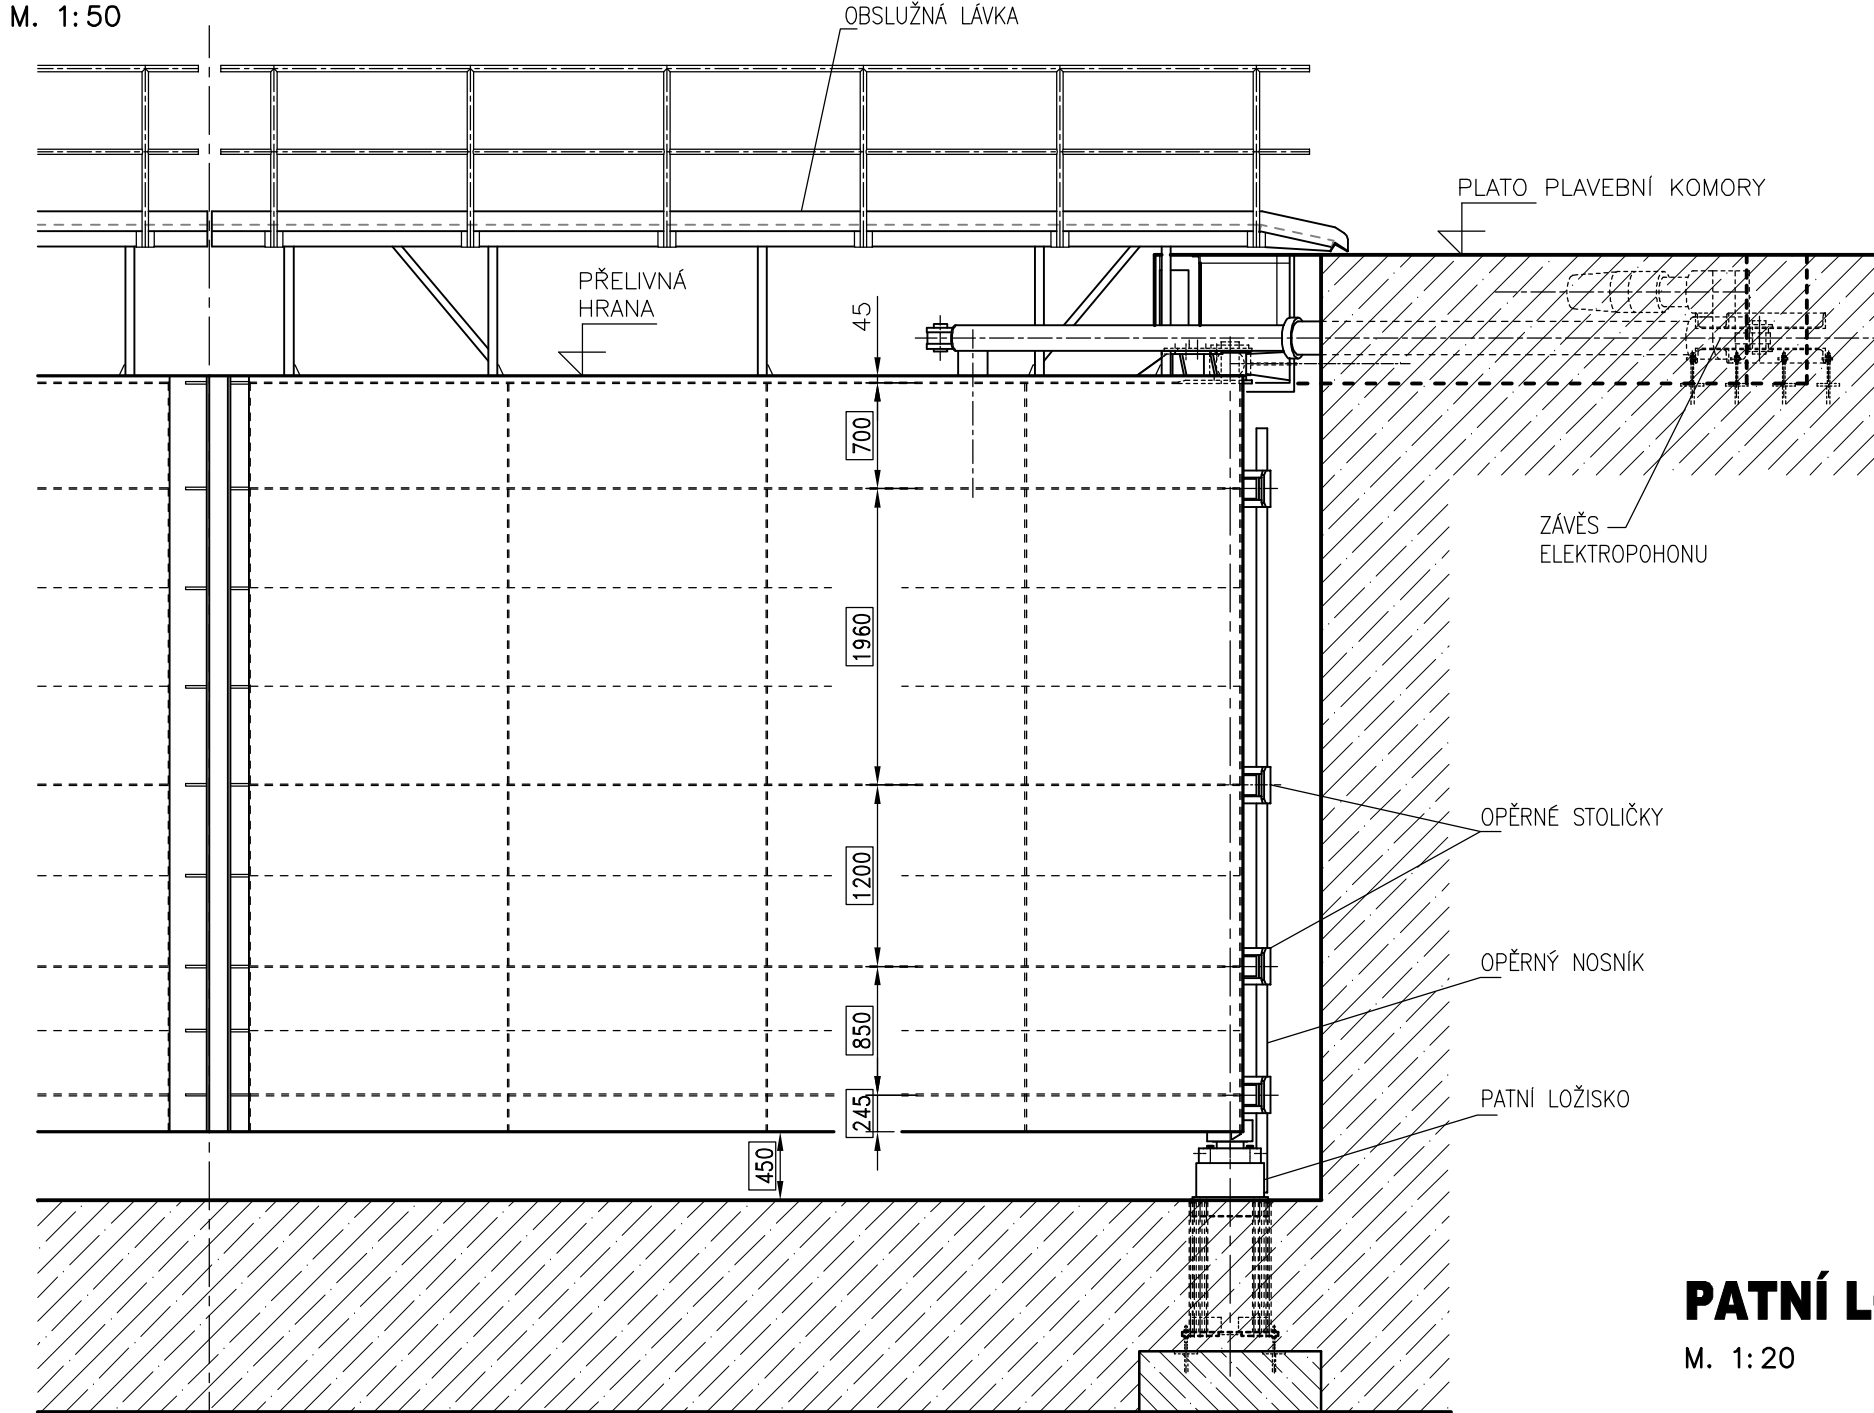 M. 1:50
OBSLUŽNÁ LÁVKA
PLATO PLAVEBNÍ KOMORY
PŘELIVNÁ
HRANA
45
700
ZÁVĚS
ELEKTROPOHONU
1960
OPĚRNÉ STOLIČKY
1200
OPĚRNÝ NOSNÍK
850
PATNÍ LOŽISKO
245
450
PATNÍ L
M. 1:20